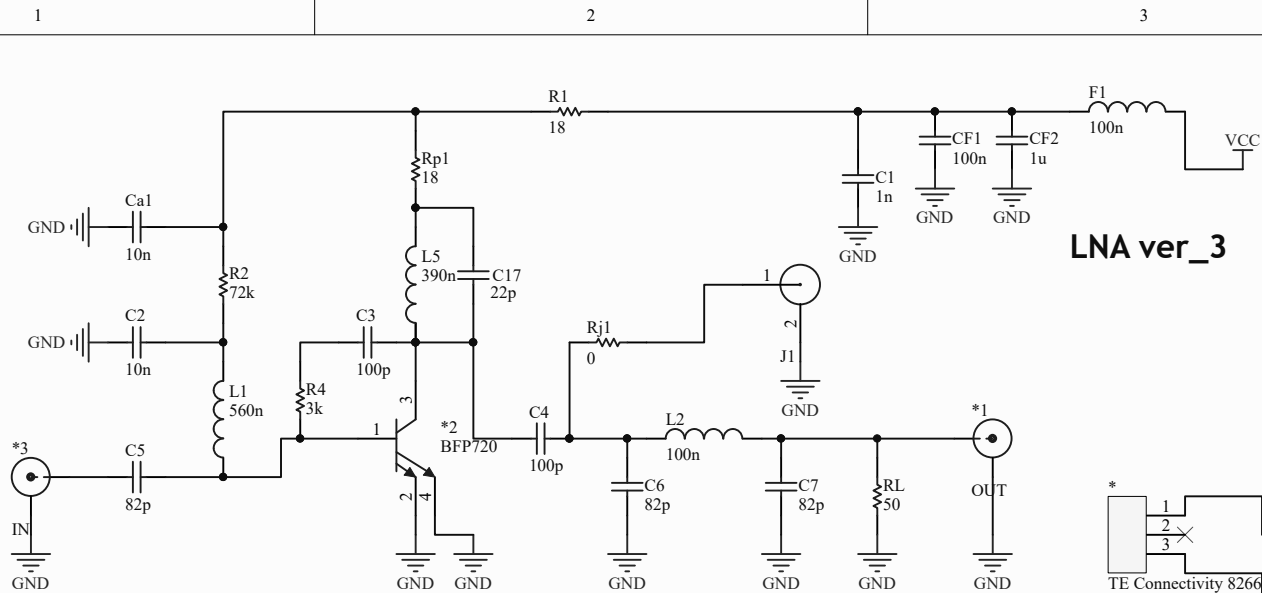 1 2 3
R1
18
F1
100n
VCC
Rp1
18
CF1
100n
CF2
1u
C1
1n
GND
GND
GND
LNA ver_3
Ca1
GND
10n
R2
72k
L5
390n
C17
22p
1
2
J1
GND
C2
GND
10n
C3
100p
Rj1
0
L1
560n
R4
3k
3
1
*2
BFP720
2
4
C4
100p
L2
100n
*1
OUT
*3
IN
C5
82p
C6
82p
C7
82p
RL
50
GND
GND
GND
GND
GND
GND
GND
*
1
2
3
TE Connectivity 8266